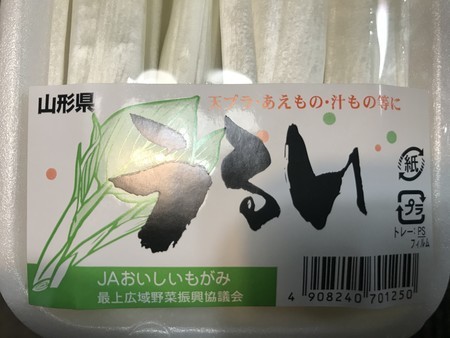 山形県
天プラ・あえもの・汁もの等に
うるい
紙
プラ
トレー:PS
フィルム
JAおいしいもがみ
最上広域野菜振興協議会
4 908240 701250